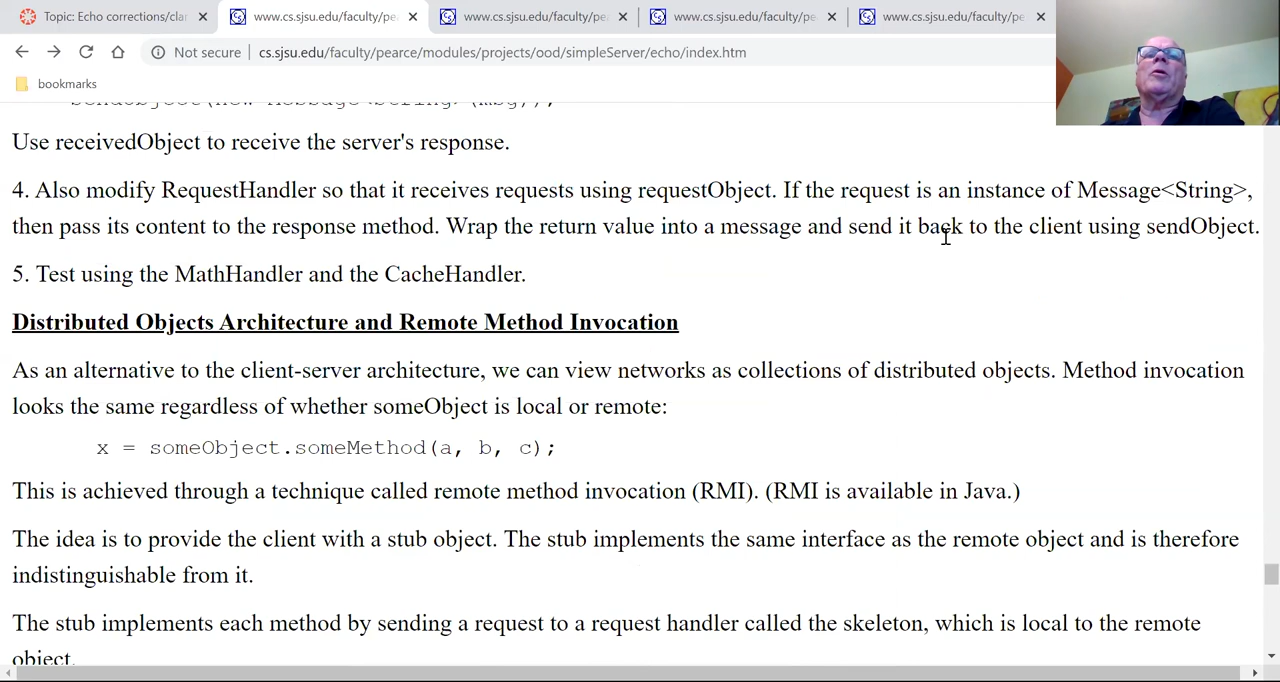 Topic: Echo corrections/clar
www.cs.sjsu.edu/faculty/pe
www.cs.sjsu.edu/faculty/pea
www.cs.sjsu.edu/faculty/pe
www.cs.sjsu.edu/faculty/pe
Not secure | cs.sjsu.edu/faculty/pearce/modules/projects/ood/simpleServer/echo/index.htm
bookmarks
sendObject(new Message<String>(msg));
Use receivedObject to receive the server's response.
4. Also modify RequestHandler so that it receives requests using requestObject. If the request is an instance of Message<String>,
then pass its content to the response method. Wrap the return value into a message and send it back to the client using sendObject.
5. Test using the MathHandler and the CacheHandler.
Distributed Objects Architecture and Remote Method Invocation
As an alternative to the client-server architecture, we can view networks as collections of distributed objects. Method invocation
looks the same regardless of whether someObject is local or remote:
x = someObject.someMethod(a, b, c);
This is achieved through a technique called remote method invocation (RMI). (RMI is available in Java.)
The idea is to provide the client with a stub object. The stub implements the same interface as the remote object and is therefore
indistinguishable from it.
The stub implements each method by sending a request to a request handler called the skeleton, which is local to the remote
object.